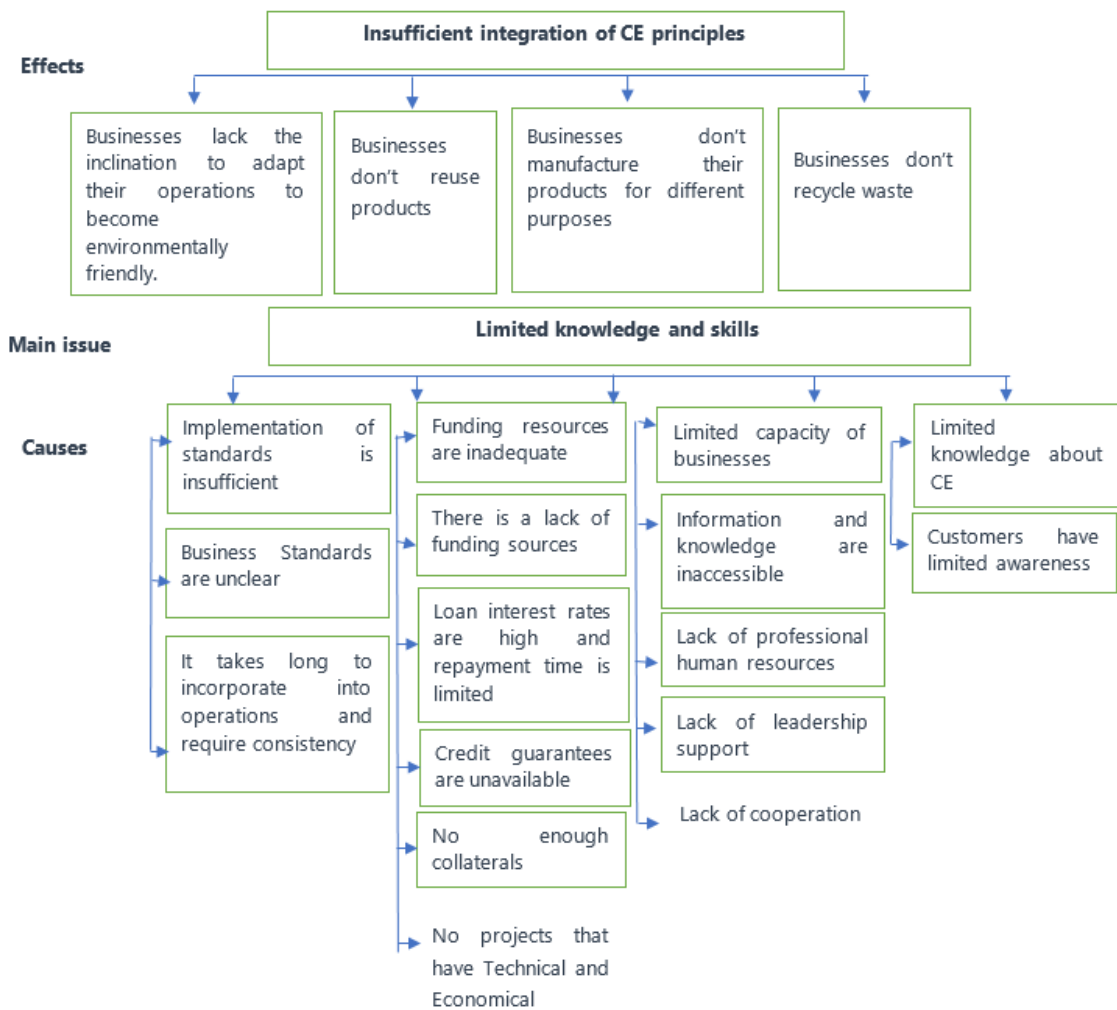 Insufficient integration of CE principles
Effects
Businesses lack the
inclination to adapt
their operations to
become
environmentally
friendly.
Businesses
don't reuse
products
Businesses don't
manufacture their
products for different
purposes
Businesses don't
recycle waste
Limited knowledge and skills
Main issue
Causes
Implementation of
standards is
insufficient
Business Standards
are unclear
It takes long to
incorporate into
operations and
require consistency
Funding resources
are inadequate
There is a lack of
funding sources
Loan interest rates
are high and
repayment time is
limited
Credit guarantees
are unavailable
No enough
collaterals
No projects that
have Technical and
Economical
Limited capacity of
businesses
Information and
knowledge are
inaccessible
Lack of professional
human resources
Lack of leadership
support
Lack of cooperation
Limited
knowledge about
CE
Customers have
limited awareness